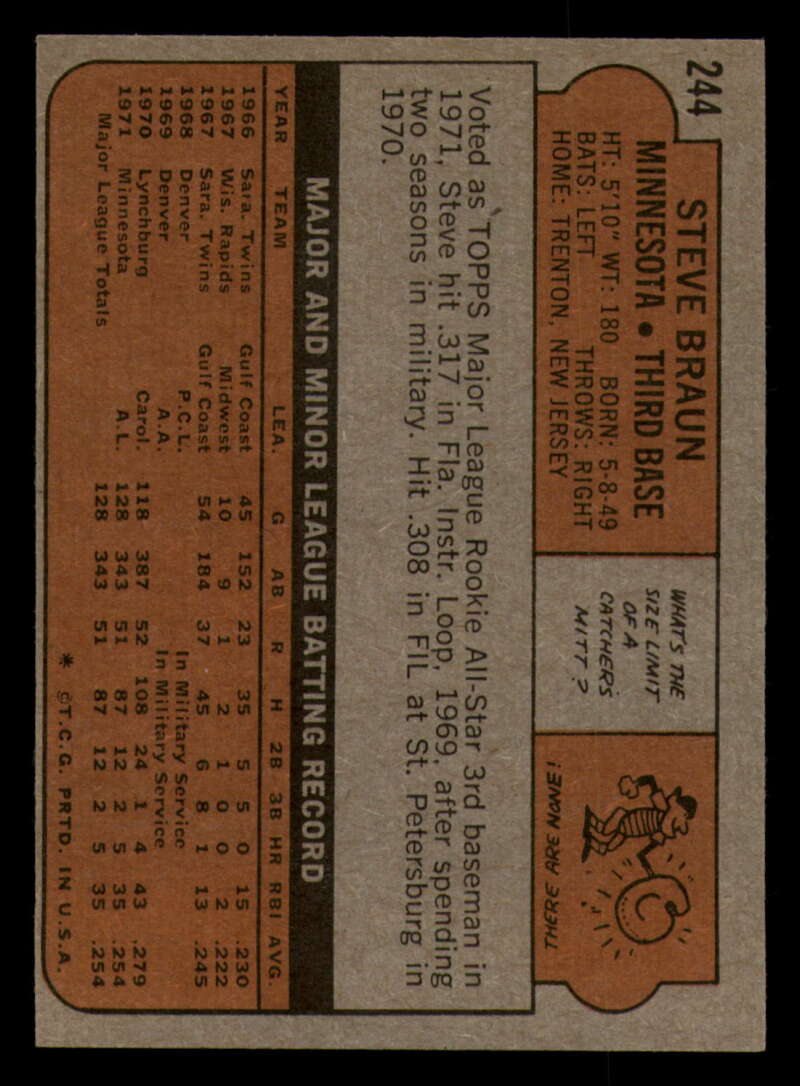 244
STEVE BRAUN
MINNESOTA • THIRD BASE
HT: 5'10" WT: 180 BORN: 5-8-49
BATS: LEFT THROWS: RIGHT
HOME: TRENTON, NEW JERSEY
WHAT'S THE
SIZE LIMIT
OF A
CATCHER'S
MITT?
THERE ARE NONE!
Voted as TOPPS Major League Rookie All-Star 3rd baseman in
1971, Steve hit .317 in Fla. Instr. Loop, 1969, after spending
two seasons in military. Hit .308 in FIL at St. Petersburg in
1970.
MAJOR AND MINOR LEAGUE BATTING RECORD
YEAR TEAM LEA. G AB R H 2B 3B HR RBI AVG.
1966 Sara. Twins Gulf Coast 45 152 23 35 5 5 0 15 .230
1967 Wis. Rapids Midwest 10 9 1 2 1 0 0 2 .222
1967 Sara. Twins Gulf Coast 54 184 37 45 6 8 1 13 .245
1968 Denver P.C.L. In Military Service
1969 Denver A.A. In Military Service
1970 Lynchburg Carol. 118 387 52 108 24 1 4 43 .279
1971 Minnesota A.L. 128 343 51 87 12 2 5 35 .254
Major League Totals 128 343 51 87 12 2 5 35 .254
* ©T.C.G. PRTD. IN U.S.A.